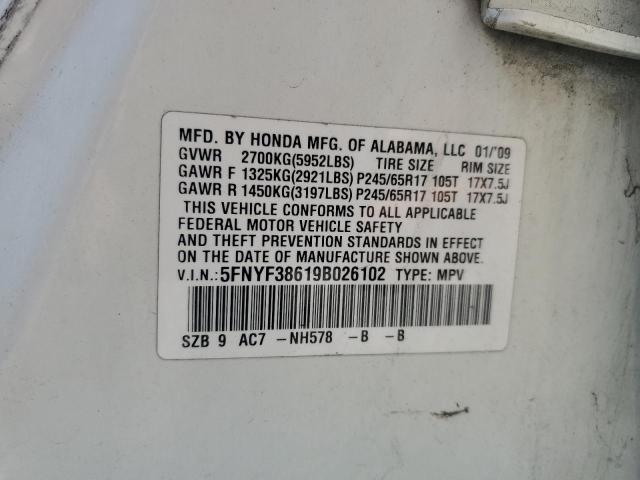 MFD. BY HONDA MFG. OF ALABAMA, LLC 01/'09
GVWR 2700KG(5952LBS) TIRE SIZE RIM SIZE
GAWR F 1325KG(2921LBS) P245/65R17 105T 17X7.5J
GAWR R 1450KG(3197LBS) P245/65R17 105T 17X7.5J
THIS VEHICLE CONFORMS TO ALL APPLICABLE
FEDERAL MOTOR VEHICLE SAFETY
AND THEFT PREVENTION STANDARDS IN EFFECT
ON THE DATE OF MANUFACTURE SHOWN ABOVE.
V.I.N.: 5FNYF38619B026102 TYPE: MPV
SZB 9 AC7 -NH578 -B -B